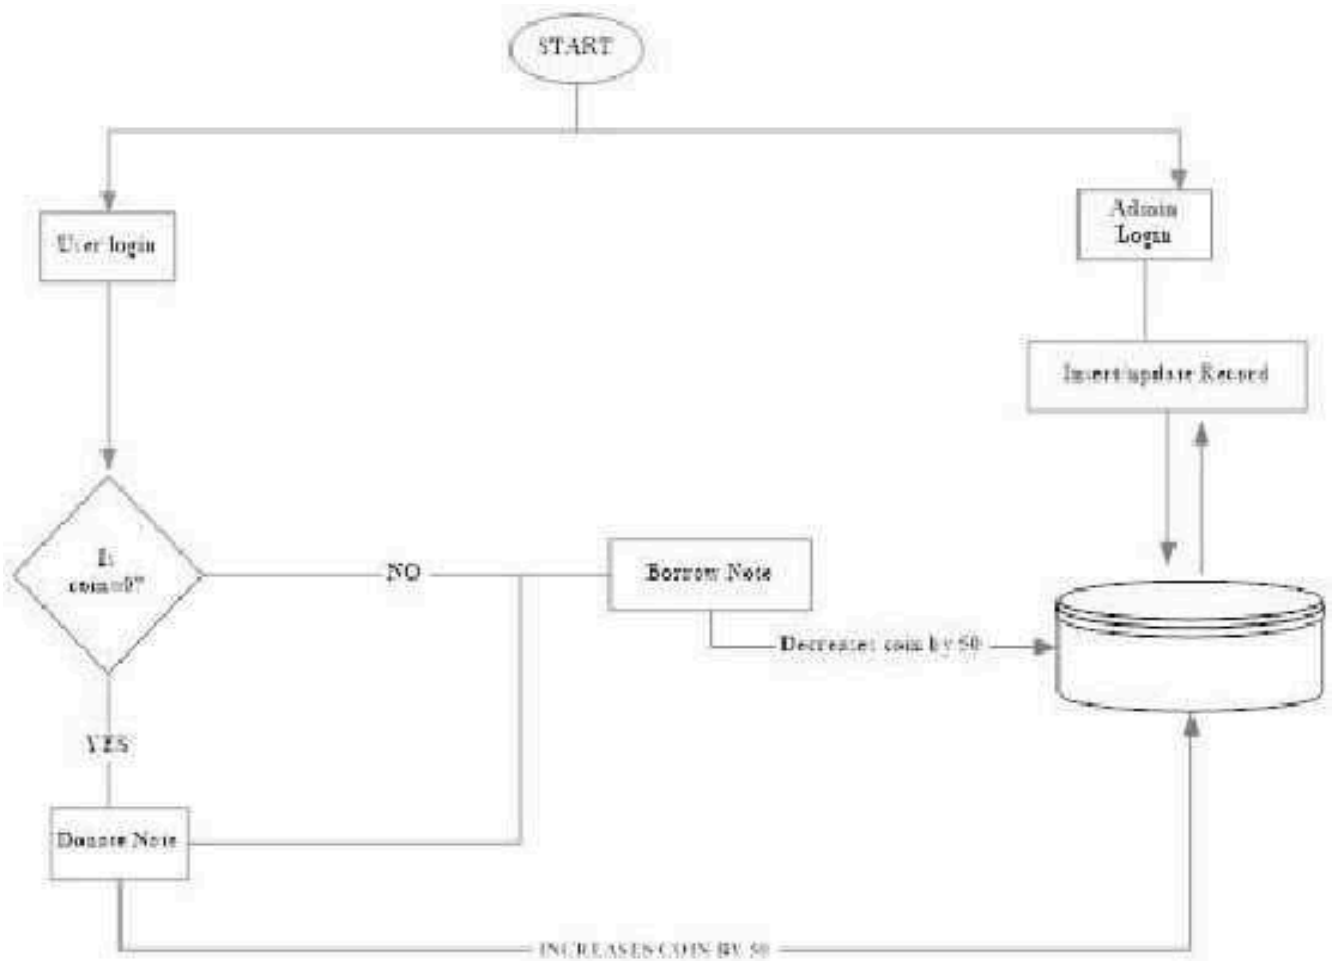 START
User login
Admin
Login
Insert/update Record
Is
coin=0?
NO
Borrow Note
Decreases coin by 50
YES
Donate Note
INCREASES COIN BY 50